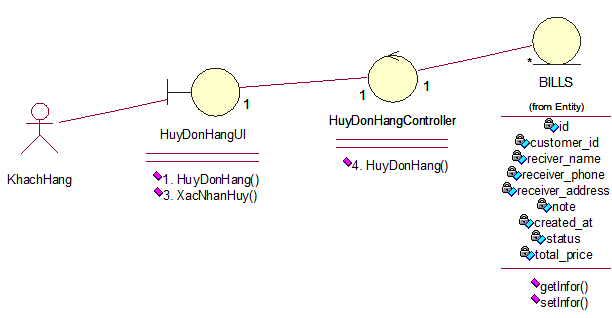 KhachHang
HuyDonHangUI
1
1. HuyDonHang()
3. XacNhanHuy()
1
HuyDonHangController
1
4. HuyDonHang()
*
BILLS
(from Entity)
id
customer_id
reciver_name
receiver_phone
receiver_address
note
created_at
status
total_price
getInfor()
setInfor()